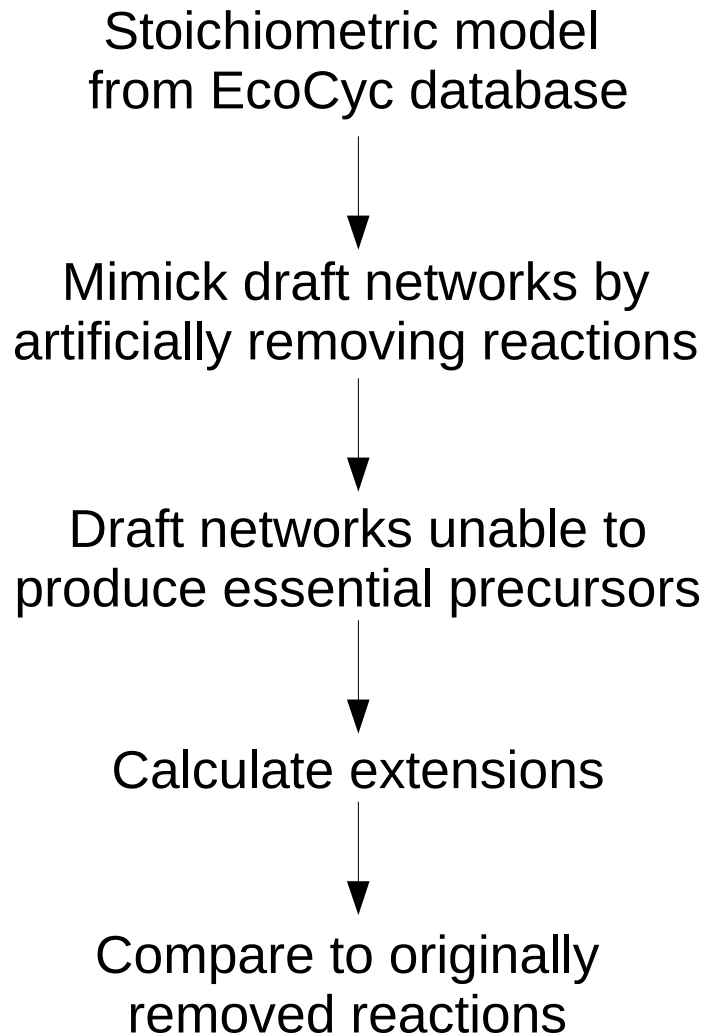 Stoichiometric model
from EcoCyc database
Mimick draft networks by
artificially removing reactions
Draft networks unable to
produce essential precursors
Calculate extensions
Compare to originally
removed reactions